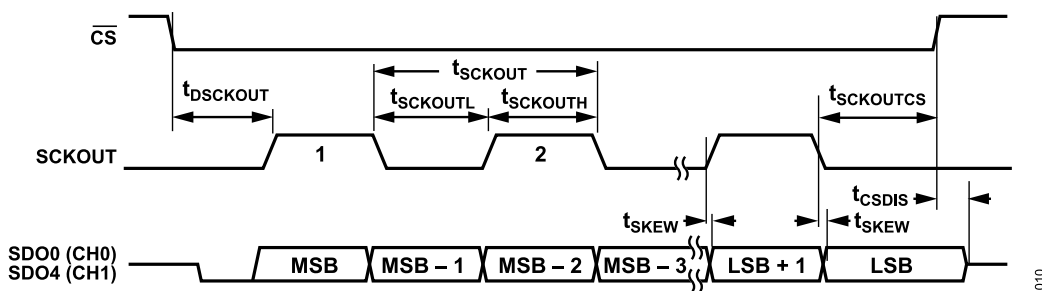 CS
tSCKOUT
tDSCKOUT
tSCKOUTL
tSCKOUTH
tSCKOUTCS
SCKOUT
1
2
tCSDIS
tSKEW
tSKEW
SDO0 (CH0)
SDO4 (CH1)
MSB
MSB – 1
MSB – 2
MSB – 3
LSB + 1
LSB
010